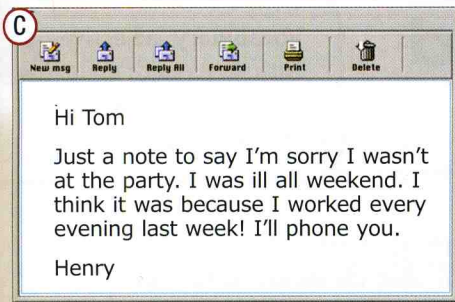 C
New msg Reply Reply All Forward Print Delete
Hi Tom
Just a note to say I'm sorry I wasn't
at the party. I was ill all weekend. I
think it was because I worked every
evening last week! I'll phone you.
Henry